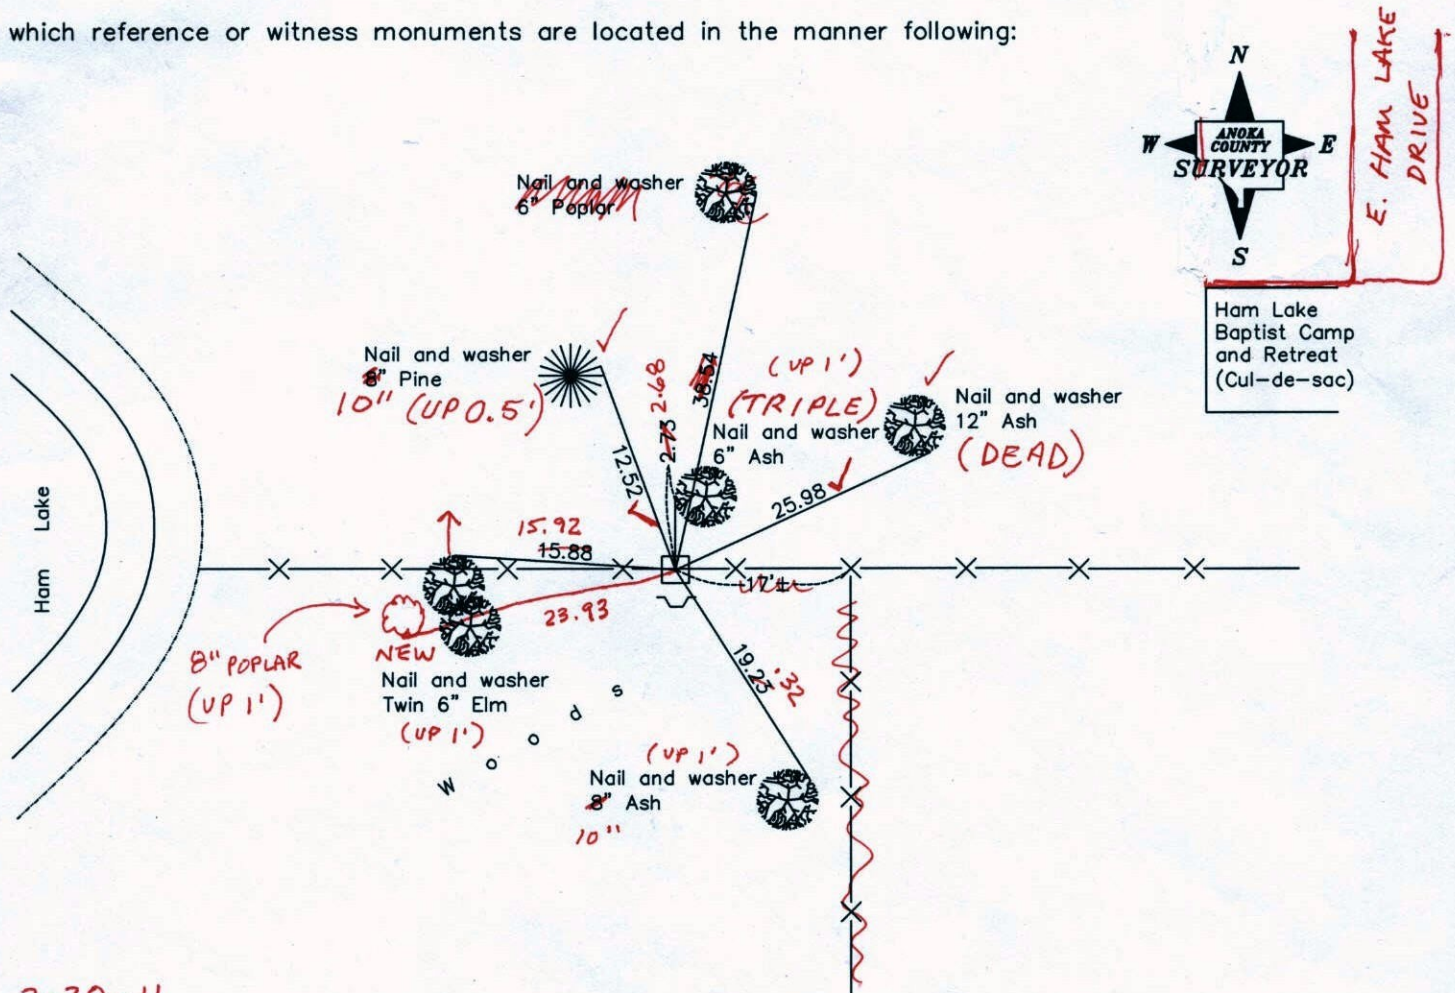 which reference or witness monuments are located in the manner following:
E. HAM LAKE
DRIVE
N
W
ANOKA
COUNTY
SURVEYOR
E
S
Ham Lake
Baptist Camp
and Retreat
(Cul-de-sac)
Nail and washer
6" Poplar
38.54
Nail and washer
8" Pine
10" (UP 0.5')
12.52
2.73
2.68
(UP 1')
(TRIPLE)
Nail and washer
6" Ash
Nail and washer
12" Ash
(DEAD)
25.98
15.92
15.88
17'±
Ham Lake
23.93
8" POPLAR
(UP 1')
NEW
Nail and washer
Twin 6" Elm
(UP 1')
Woods
19.23
.32
(UP 1')
Nail and washer
8" Ash
10"